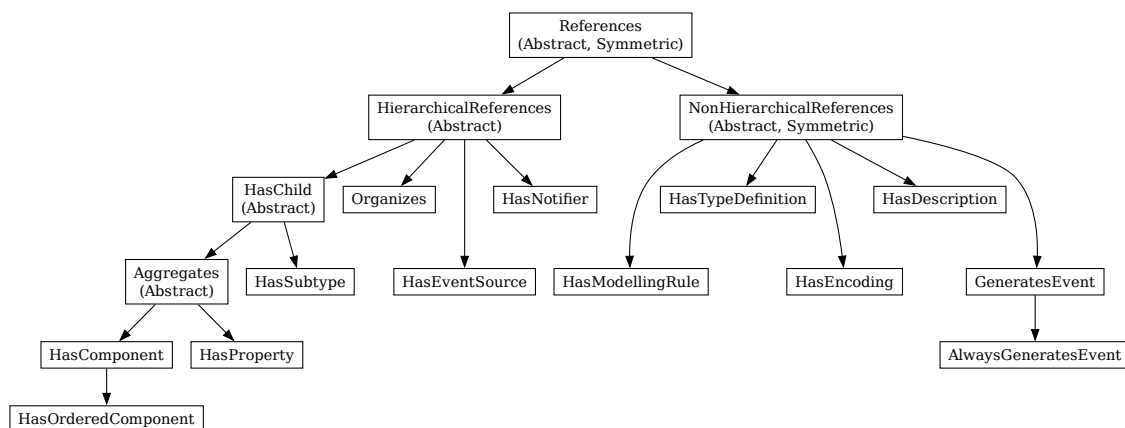 References
(Abstract, Symmetric)
HierarchicalReferences
(Abstract)
NonHierarchicalReferences
(Abstract, Symmetric)
HasChild
(Abstract)
Organizes
HasNotifier
HasTypeDefinition
HasDescription
Aggregates
(Abstract)
HasSubtype
HasEventSource
HasModellingRule
HasEncoding
GeneratesEvent
HasComponent
HasProperty
AlwaysGeneratesEvent
HasOrderedComponent